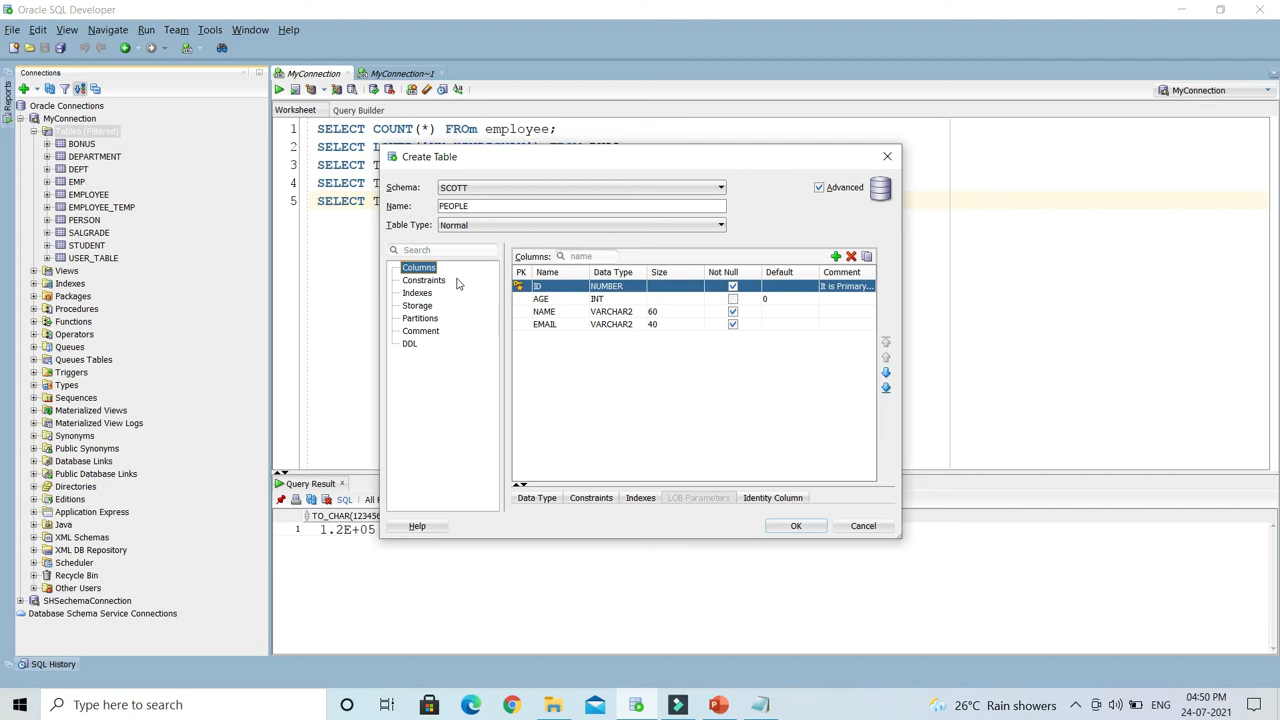 Oracle SQL Developer
File Edit View Navigate Run Team Tools Window Help
Connections
Reports
Oracle Connections
MyConnection
Tables (Filtered)
BONUS
DEPARTMENT
DEPT
EMP
EMPLOYEE
EMPLOYEE_TEMP
PERSON
SALGRADE
STUDENT
USER_TABLE
Views
Indexes
Packages
Procedures
Functions
Operators
Queues
Queues Tables
Triggers
Types
Sequences
Materialized Views
Materialized View Logs
Synonyms
Public Synonyms
Database Links
Public Database Links
Directories
Editions
Application Express
Java
XML Schemas
XML DB Repository
Scheduler
Recycle Bin
Other Users
SHSechemaConnection
Database Schema Service Connections
SQL History
MyConnection MyConnection~1
MyConnection
Worksheet Query Builder
1 SELECT COUNT(*) FROm employee;
2 SELECT
3 SELECT T
4 SELECT T
5 SELECT T
Create Table
Schema: SCOTT Advanced
Name: PEOPLE
Table Type: Normal
Search
Columns
Constraints
Indexes
Storage
Partitions
Comment
DDL
Columns: name
PK Name Data Type Size Not Null Default Comment
ID NUMBER It is Primary...
AGE INT 0
NAME VARCHAR2 60
EMAIL VARCHAR2 40
Data Type Constraints Indexes LOB Parameters Identity Column
Help OK Cancel
Query Result
SQL All
TO_CHAR(123456
1 1.2E+05
Type here to search
26°C Rain showers ENG
04:50 PM
24-07-2021